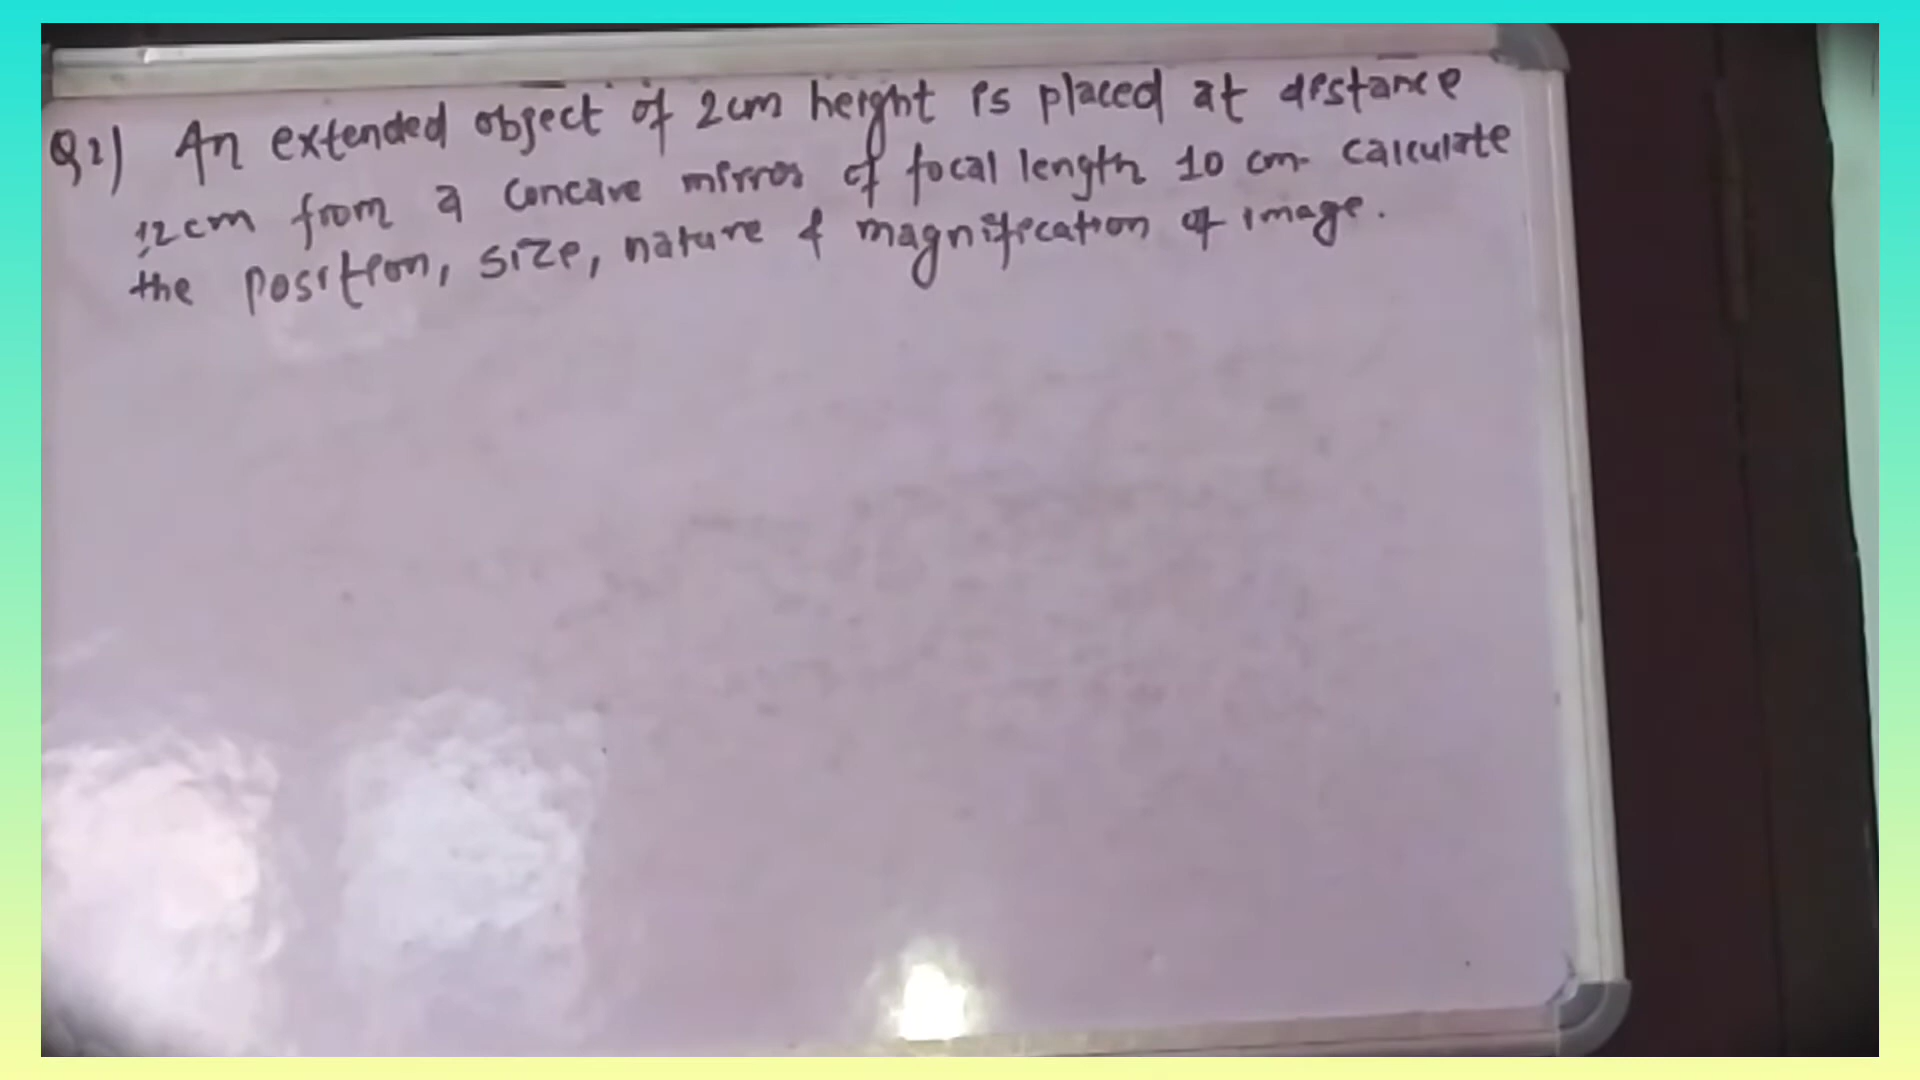 Q2) An extended object of 2cm height is placed at distance
12cm from a concave mirror of focal length 10 cm. calculate
the position, size, nature & magnification of image.